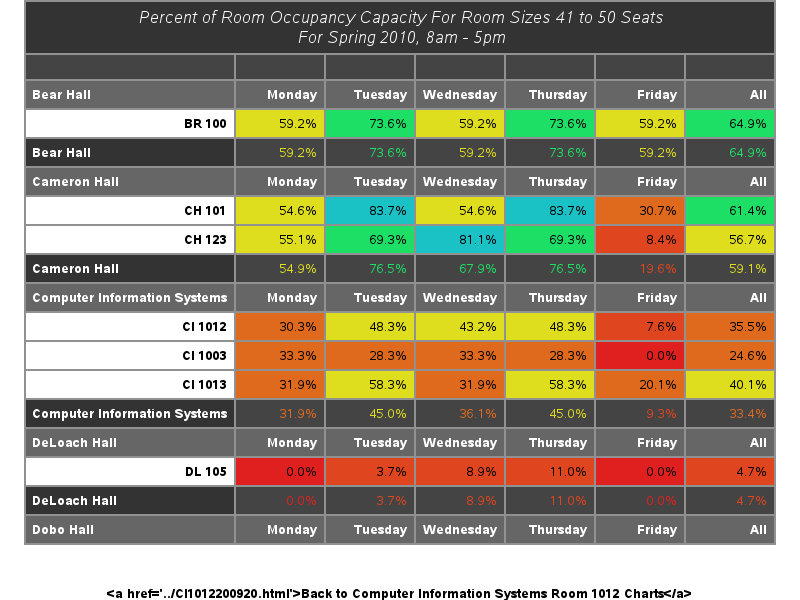 Percent of Room Occupancy Capacity For Room Sizes 41 to 50 Seats
For Spring 2010, 8am - 5pm
Bear Hall Monday Tuesday Wednesday Thursday Friday All
BR 100 59.2% 73.6% 59.2% 73.6% 59.2% 64.9%
Bear Hall 59.2% 73.6% 59.2% 73.6% 59.2% 64.9%
Cameron Hall Monday Tuesday Wednesday Thursday Friday All
CH 101 54.6% 83.7% 54.6% 83.7% 30.7% 61.4%
CH 123 55.1% 69.3% 81.1% 69.3% 8.4% 56.7%
Cameron Hall 54.9% 76.5% 67.9% 76.5% 19.6% 59.1%
Computer Information Systems Monday Tuesday Wednesday Thursday Friday All
CI 1012 30.3% 48.3% 43.2% 48.3% 7.6% 35.5%
CI 1003 33.3% 28.3% 33.3% 28.3% 0.0% 24.6%
CI 1013 31.9% 58.3% 31.9% 58.3% 20.1% 40.1%
Computer Information Systems 31.9% 45.0% 36.1% 45.0% 9.3% 33.4%
DeLoach Hall Monday Tuesday Wednesday Thursday Friday All
DL 105 0.0% 3.7% 8.9% 11.0% 0.0% 4.7%
DeLoach Hall 0.0% 3.7% 8.9% 11.0% 0.0% 4.7%
Dobo Hall Monday Tuesday Wednesday Thursday Friday All
&lt;a href='../CI1012200920.html'&gt;Back to Computer Information Systems Room 1012 Charts&lt;/a&gt;